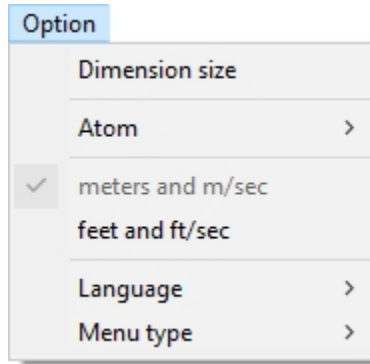 Option
Dimension size
Atom
meters and m/sec
feet and ft/sec
Language
Menu type